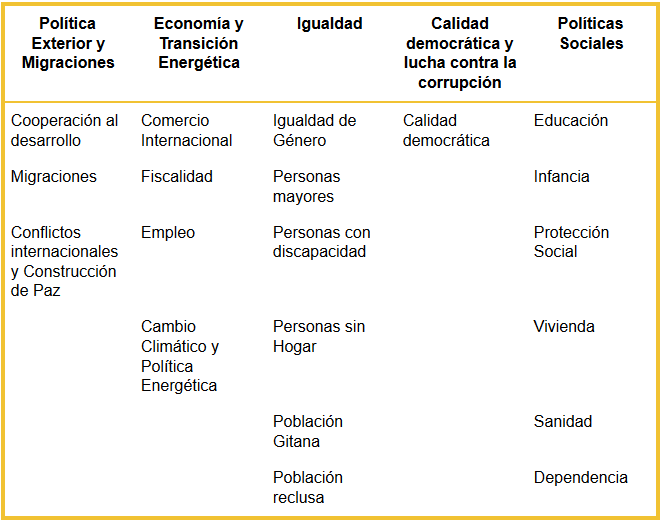 Política Exterior y Migraciones
Economía y Transición Energética
Igualdad
Calidad democrática y lucha contra la corrupción
Políticas Sociales
Cooperación al desarrollo
Comercio Internacional
Igualdad de Género
Calidad democrática
Educación
Migraciones
Fiscalidad
Personas mayores
Infancia
Conflictos internacionales y Construcción de Paz
Empleo
Personas con discapacidad
Protección Social
Cambio Climático y Política Energética
Personas sin Hogar
Vivienda
Población Gitana
Sanidad
Población reclusa
Dependencia